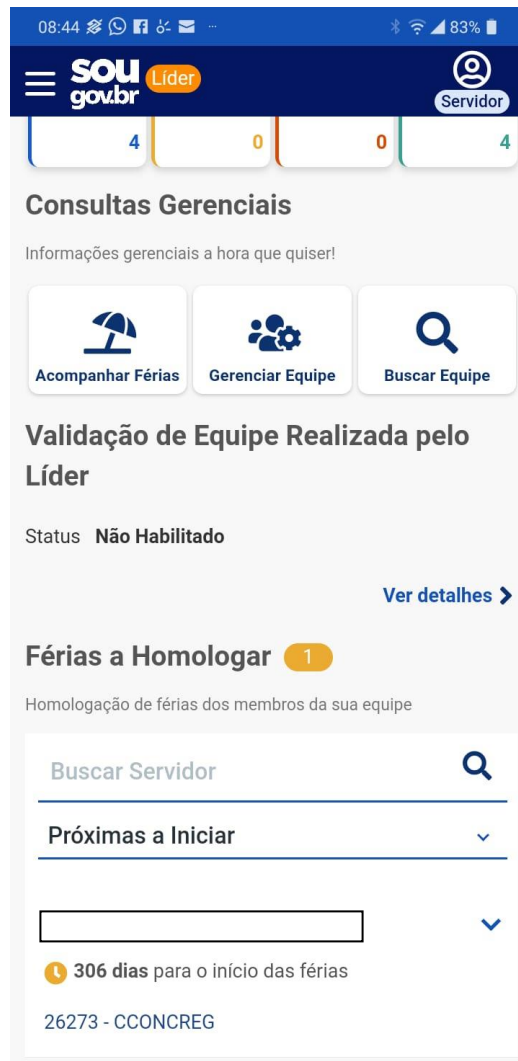 08:44 83%
SOU
gov.br
Líder
Servidor
4 0 0 4
Consultas Gerenciais
Informações gerenciais a hora que quiser!
Acompanhar Férias Gerenciar Equipe Buscar Equipe
Validação de Equipe Realizada pelo
Líder
Status Não Habilitado
Ver detalhes
Férias a Homologar 1
Homologação de férias dos membros da sua equipe
Buscar Servidor
Próximas a Iniciar
306 dias para o início das férias
26273 - CCONCREG